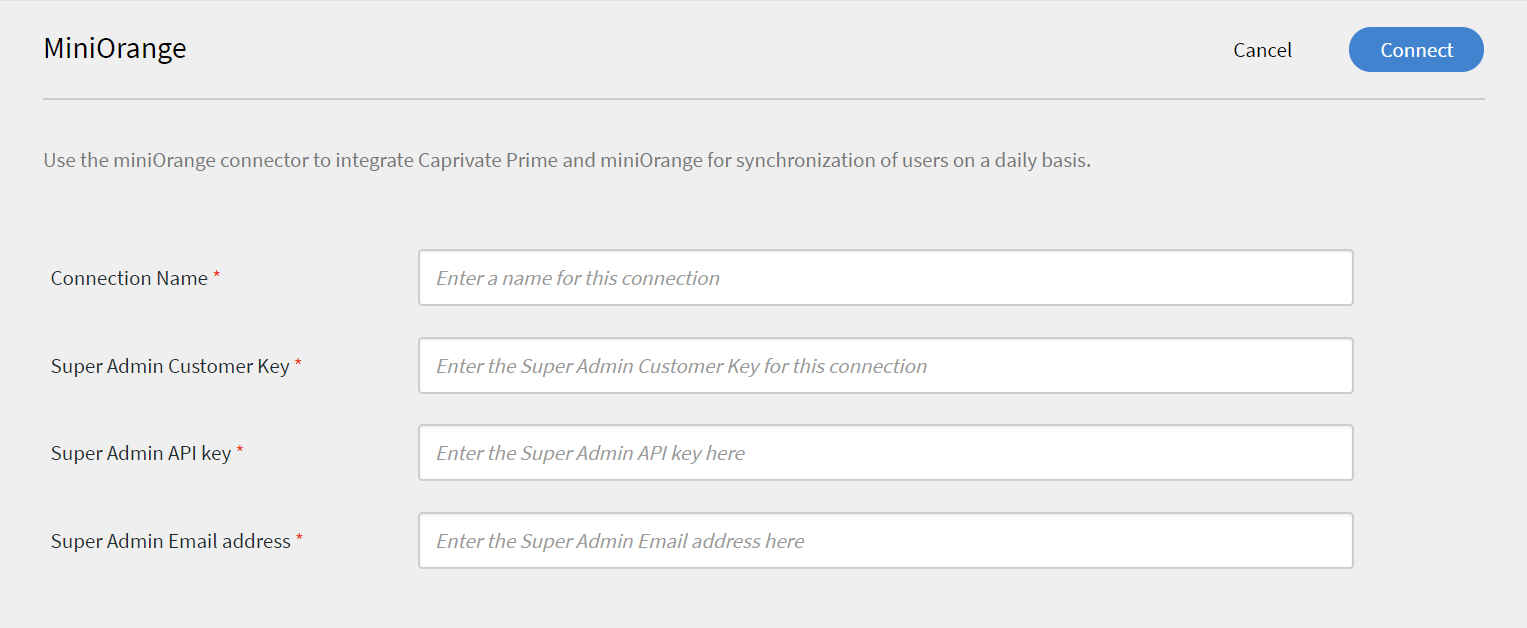 MiniOrange
Cancel
Connect
Use the miniOrange connector to integrate Caprivate Prime and miniOrange for synchronization of users on a daily basis.
Connection Name *
Enter a name for this connection
Super Admin Customer Key *
Enter the Super Admin Customer Key for this connection
Super Admin API key *
Enter the Super Admin API key here
Super Admin Email address *
Enter the Super Admin Email address here